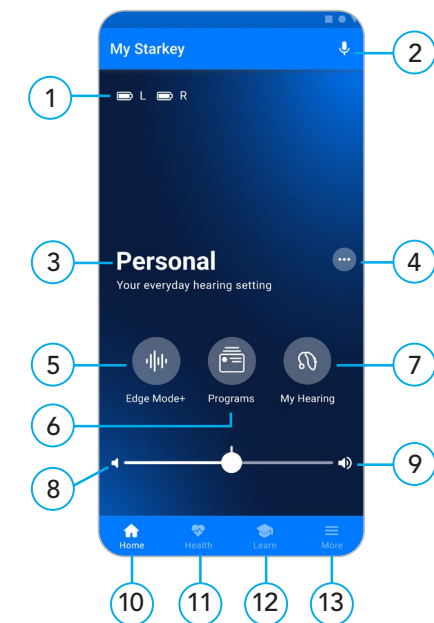 My Starkey
2
1
L R
3
Personal
4
Your everyday hearing setting
5
7
Edge Mode+ Programs My Hearing
6
9
8
Home Health Learn More
10 11 12 13